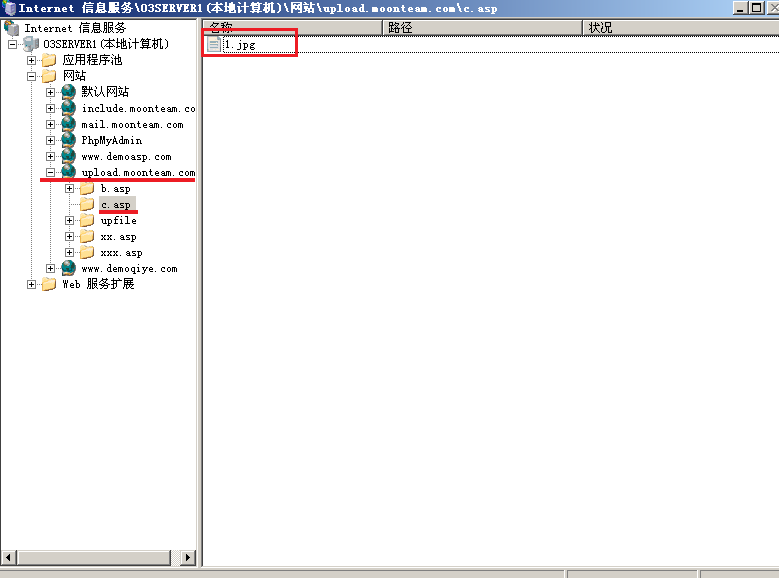 Internet 信息服务\O3SERVER1(本地计算机)\网站\upload.moonteam.com\c.asp
Internet 信息服务
O3SERVER1(本地计算机)
应用程序池
网站
默认网站
include.moonteam.co
mail.moonteam.com
PhpMyAdmin
www.demoasp.com
upload.moonteam.com
b.asp
c.asp
upfile
xx.asp
xxx.asp
www.demoqiye.com
Web 服务扩展
名称 路径 状况
1.jpg